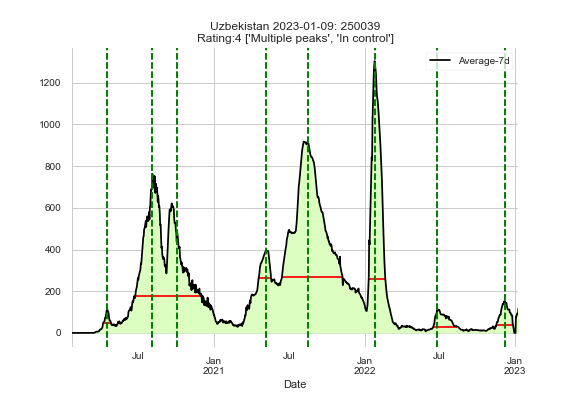 Uzbekistan 2023-01-09: 250039
Rating:4 ['Multiple peaks', 'In control']
Average-7d
1200
1000
800
600
400
200
0
Jul
Jan
2021
Jul
Jan
2022
Jul
Jan
2023
Date